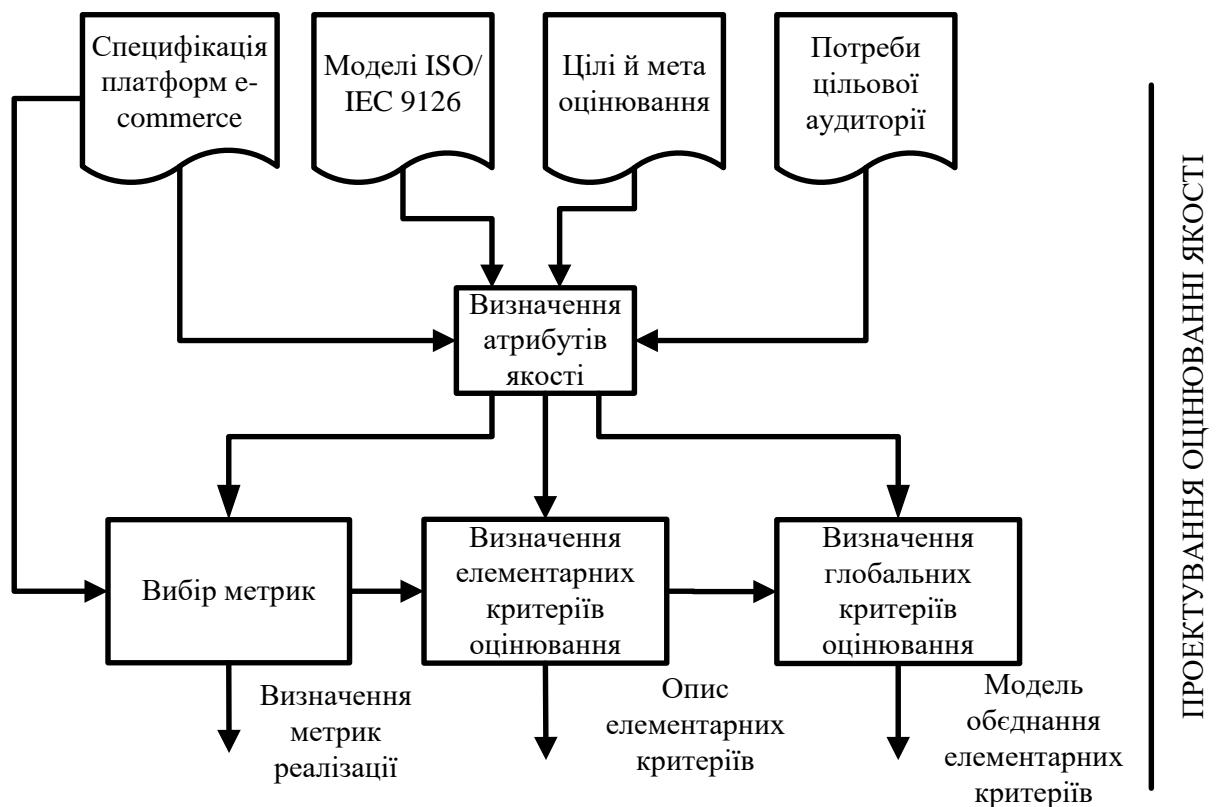 Специфікація
платформ e-
commerce
Моделі ISO/
IEC 9126
Цілі й мета
оцінювання
Потреби
цільової
аудиторії
Визначення
атрибутів
якості
Вибір метрик
Визначення
елементарних
критеріїв
оцінювання
Визначення
глобальних
критеріїв
оцінювання
Визначення
метрик
реалізації
Опис
елементарних
критеріїв
Модель
обєднання
елементарних
критеріїв
ПРОЕКТУВАННЯ ОЦІНЮВАННІ ЯКОСТІ